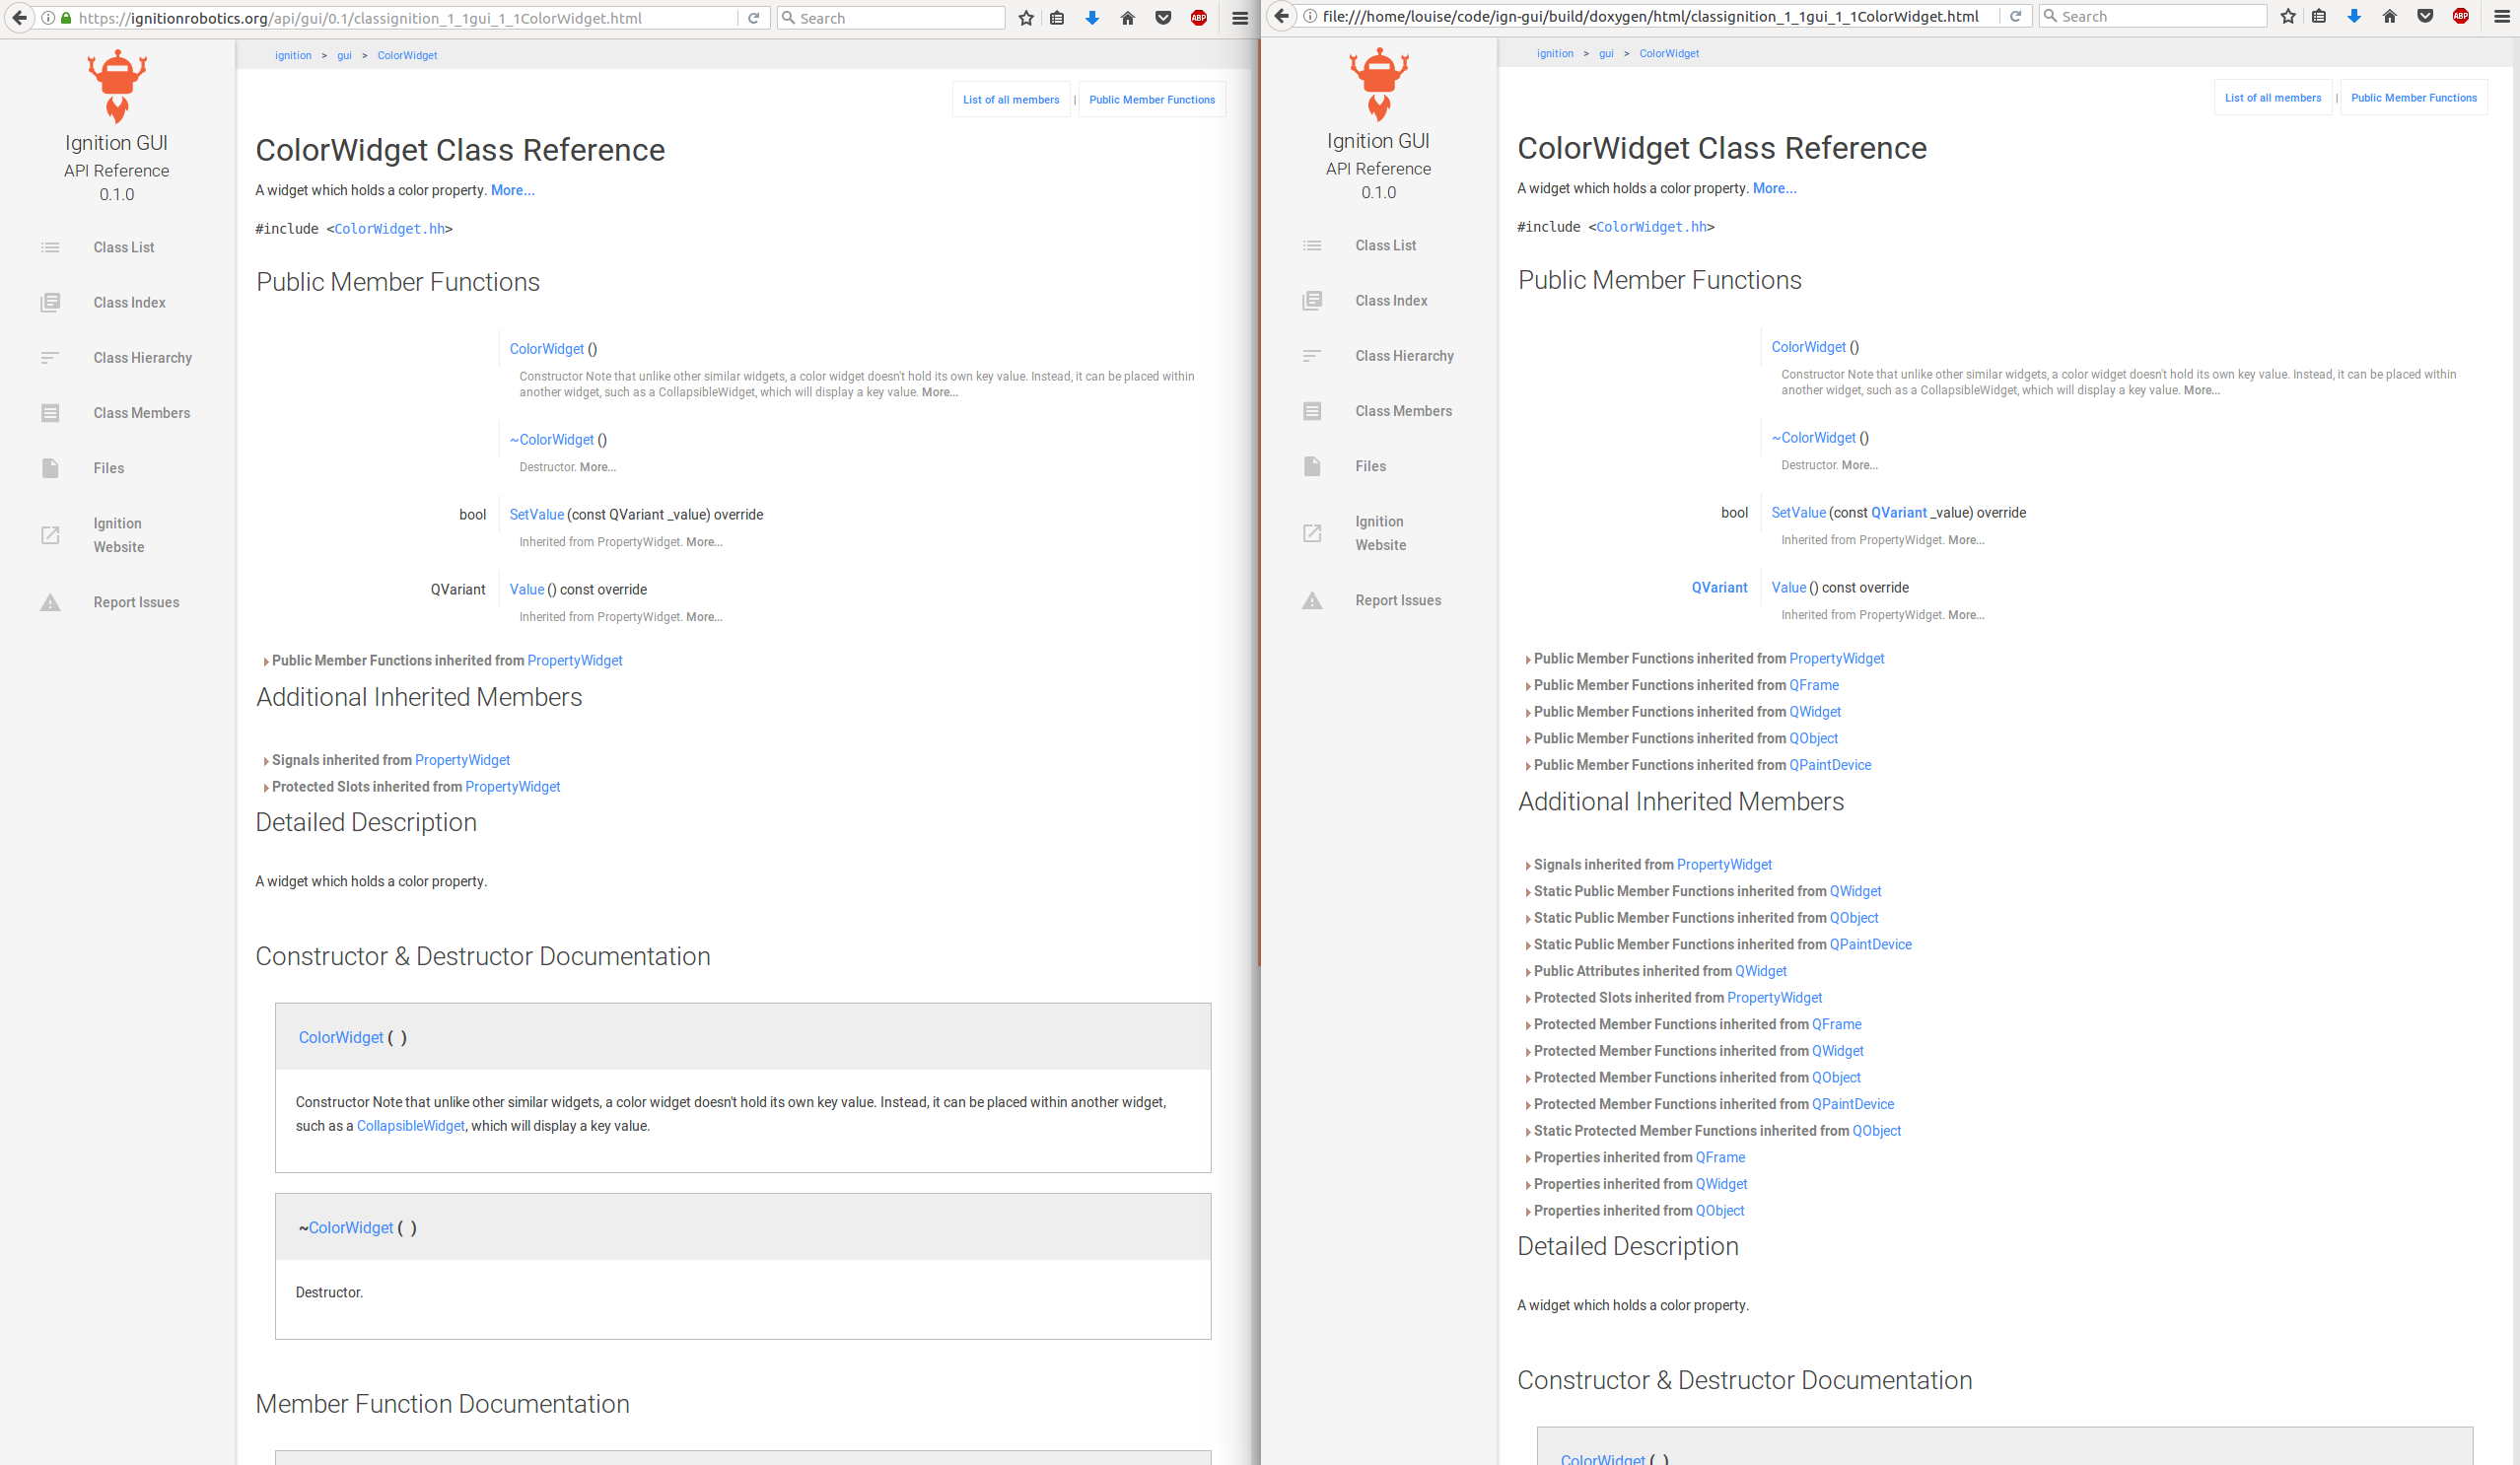 https://ignitionrobotics.org/api/gui/0.1/classignition_1_1gui_1_1ColorWidget.html
Search
ABP
ignition > gui > ColorWidget
List of all members | Public Member Functions
Ignition GUI
API Reference
0.1.0
Class List
Class Index
Class Hierarchy
Class Members
Files
Ignition
Website
Report Issues
ColorWidget Class Reference
A widget which holds a color property. More...
#include <ColorWidget.hh>
Public Member Functions
ColorWidget ()
Constructor Note that unlike other similar widgets, a color widget doesn't hold its own key value. Instead, it can be placed within
another widget, such as a CollapsibleWidget, which will display a key value. More...
~ColorWidget ()
Destructor. More...
bool SetValue (const QVariant _value) override
Inherited from PropertyWidget. More...
QVariant Value () const override
Inherited from PropertyWidget. More...
Public Member Functions inherited from PropertyWidget
Additional Inherited Members
Signals inherited from PropertyWidget
Protected Slots inherited from PropertyWidget
Detailed Description
A widget which holds a color property.
Constructor & Destructor Documentation
ColorWidget ( )
Constructor Note that unlike other similar widgets, a color widget doesn't hold its own key value. Instead, it can be placed within another widget,
such as a CollapsibleWidget, which will display a key value.
~ColorWidget ( )
Destructor.
Member Function Documentation
file:///home/louise/code/ign-gui/build/doxygen/html/classignition_1_1gui_1_1ColorWidget.html
Search
ABP
ignition > gui > ColorWidget
List of all members | Public Member Functions
Ignition GUI
API Reference
0.1.0
Class List
Class Index
Class Hierarchy
Class Members
Files
Ignition
Website
Report Issues
ColorWidget Class Reference
A widget which holds a color property. More...
#include <ColorWidget.hh>
Public Member Functions
ColorWidget ()
Constructor Note that unlike other similar widgets, a color widget doesn't hold its own key value. Instead, it can be placed within
another widget, such as a CollapsibleWidget, which will display a key value. More...
~ColorWidget ()
Destructor. More...
bool SetValue (const QVariant _value) override
Inherited from PropertyWidget. More...
QVariant Value () const override
Inherited from PropertyWidget. More...
Public Member Functions inherited from PropertyWidget
Public Member Functions inherited from QFrame
Public Member Functions inherited from QWidget
Public Member Functions inherited from QObject
Public Member Functions inherited from QPaintDevice
Additional Inherited Members
Signals inherited from PropertyWidget
Static Public Member Functions inherited from QWidget
Static Public Member Functions inherited from QObject
Static Public Member Functions inherited from QPaintDevice
Public Attributes inherited from QWidget
Protected Slots inherited from PropertyWidget
Protected Member Functions inherited from QFrame
Protected Member Functions inherited from QWidget
Protected Member Functions inherited from QObject
Protected Member Functions inherited from QPaintDevice
Static Protected Member Functions inherited from QObject
Properties inherited from QFrame
Properties inherited from QWidget
Properties inherited from QObject
Detailed Description
A widget which holds a color property.
Constructor & Destructor Documentation
ColorWidget ( )